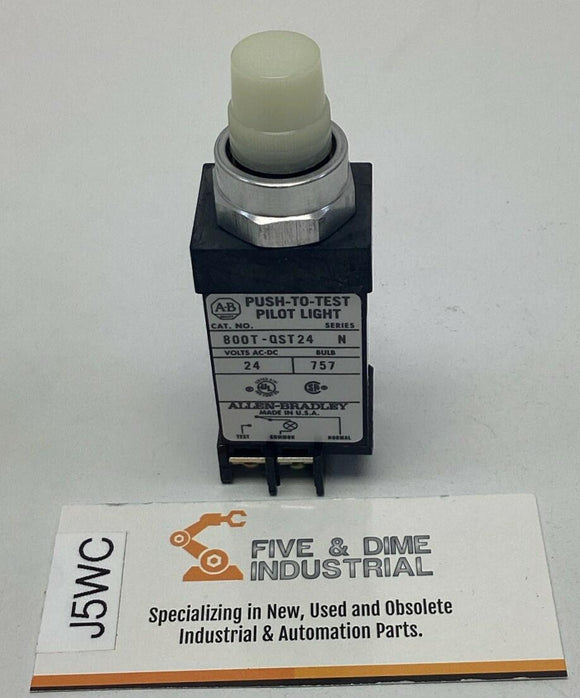 A-B
PUSH-TO-TEST
PILOT LIGHT
CAT. NO. SERIES
800T-QST24 N
VOLTS AC-DC BULB
24 757
UL
ALLEN-BRADLEY
MADE IN U.S.A.
TEST COMMON NORMAL
J5WC
FIVE & DIME
INDUSTRIAL
Specializing in New, Used and Obsolete
Industrial & Automation Parts.